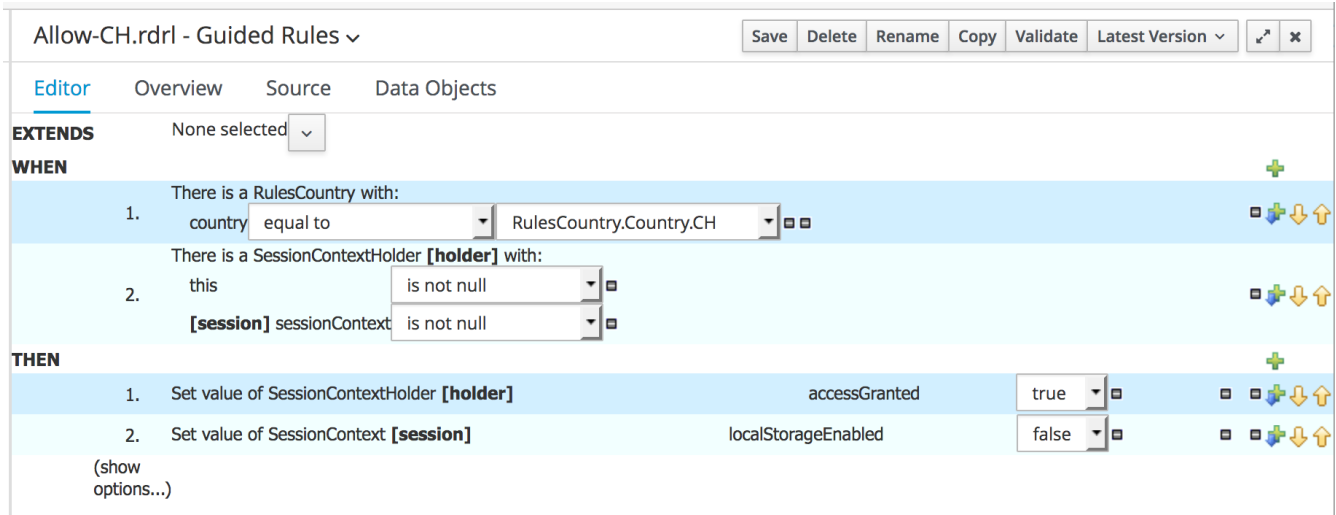 Allow-CH.rdrl - Guided Rules
Save Delete Rename Copy Validate Latest Version
Editor Overview Source Data Objects
EXTENDS None selected
WHEN
There is a RulesCountry with:
1. country equal to RulesCountry.Country.CH
There is a SessionContextHolder [holder] with:
this is not null
2.
[session] sessionContext is not null
THEN
1. Set value of SessionContextHolder [holder] accessGranted true
2. Set value of SessionContext [session] localStorageEnabled false
(show
options...)